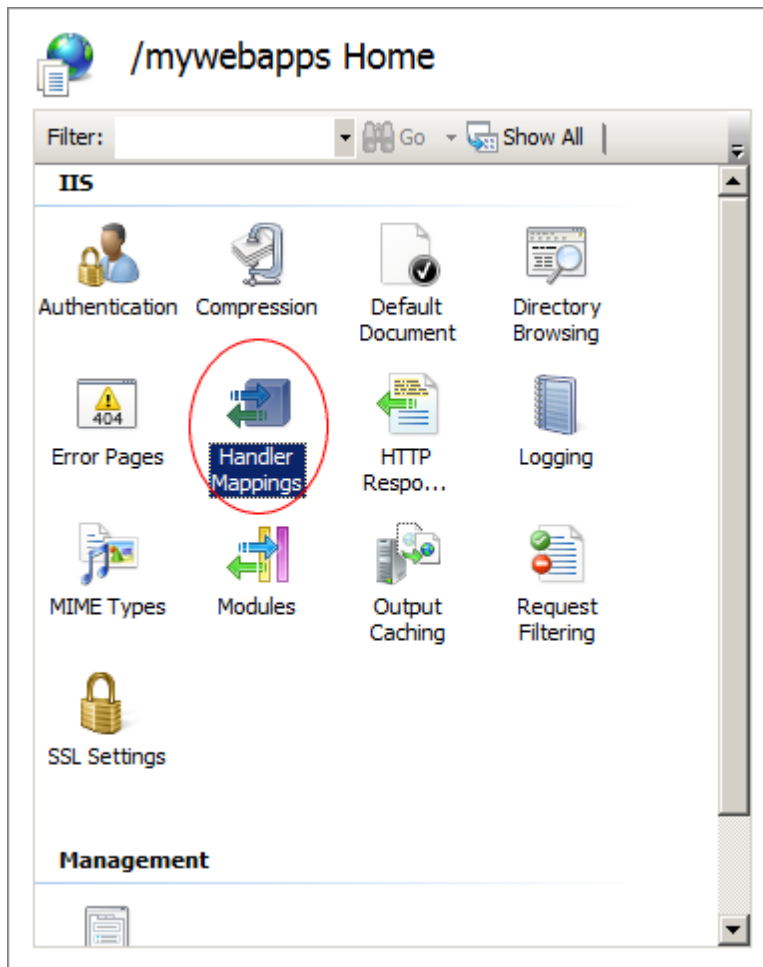 /mywebapps Home
Filter:
Go
Show All
IIS
Authentication
Compression
Default
Document
Directory
Browsing
404
Error Pages
Handler
Mappings
HTTP
Respo...
Logging
MIME Types
Modules
Output
Caching
Request
Filtering
SSL Settings
Management